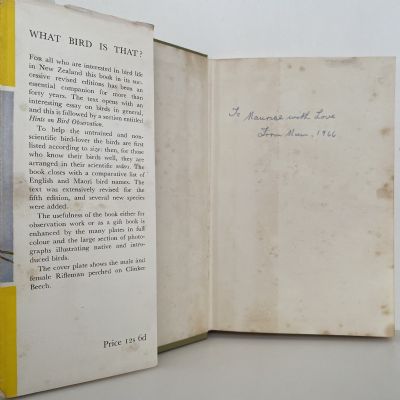 WHAT BIRD IS THAT?
FOR all who are interested in bird life
in New Zealand this book in its suc-
cessive revised editions has been an
essential companion for more than
forty years. The text opens with an
interesting essay on birds in general,
and this is followed by a section entitled
Hints on Bird Observation.
To help the untrained and non-
scientific bird-lover the birds are first
listed according to size: then, for those
who know their birds well, they are
arranged in their scientific order. The
book closes with a comparative list of
English and Maori bird names. The
text was extensively revised for the
fifth edition, and several new species
were added.
The usefulness of the book either for
observation work or as a gift book is
enhanced by the many plates in full
colour and the large section of photo-
graphs illustrating native and intro-
duced birds.
The cover plate shows the male and
female Rifleman perched on Clinker
Beech.
Price 12s 6d
To Maurice with Love
From Mum, 1966